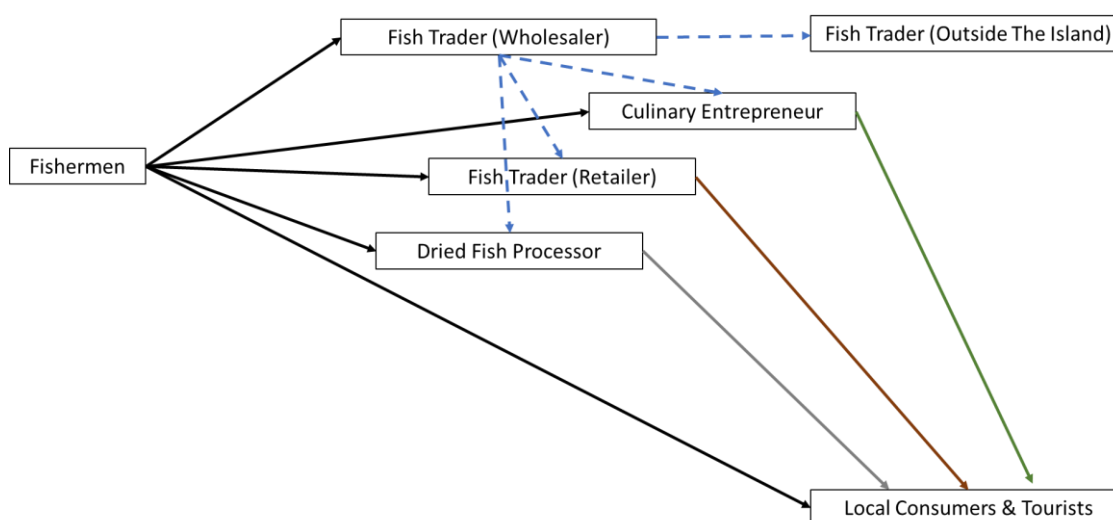 Fish Trader (Wholesaler)
Fish Trader (Outside The Island)
Culinary Entrepreneur
Fishermen
Fish Trader (Retailer)
Dried Fish Processor
Local Consumers & Tourists